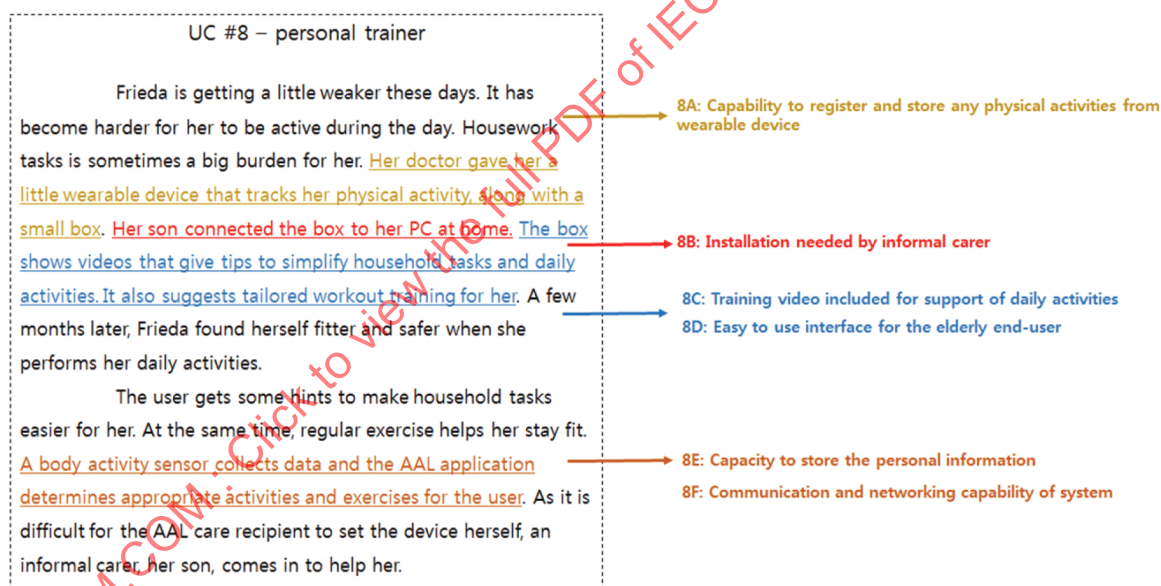 UC #8 – personal trainer
Frieda is getting a little weaker these days. It has
become harder for her to be active during the day. Housework
tasks is sometimes a big burden for her. Her doctor gave her a
little wearable device that tracks her physical activity, along with a
small box. Her son connected the box to her PC at home. The box
shows videos that give tips to simplify household tasks and daily
activities. It also suggests tailored workout training for her. A few
months later, Frieda found herself fitter and safer when she
performs her daily activities.
The user gets some hints to make household tasks
easier for her. At the same time, regular exercise helps her stay fit.
A body activity sensor collects data and the AAL application
determines appropriate activities and exercises for the user. As it is
difficult for the AAL care recipient to set the device herself, an
informal carer, her son, comes in to help her.
8A: Capability to register and store any physical activities from
wearable device
8B: Installation needed by informal carer
8C: Training video included for support of daily activities
8D: Easy to use interface for the elderly end-user
8E: Capacity to store the personal information
8F: Communication and networking capability of system
M.COM : Click to view the full PDF of IEC